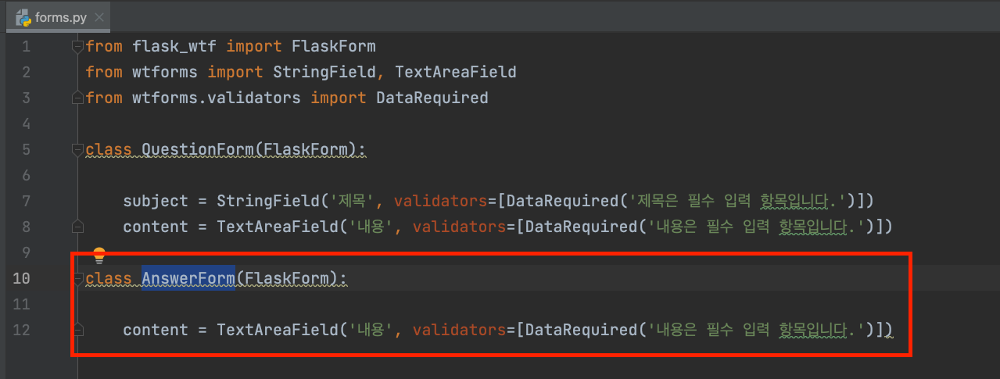 forms.py
1 from flask_wtf import FlaskForm
2 from wtforms import StringField, TextAreaField
3 from wtforms.validators import DataRequired
4
5 class QuestionForm(FlaskForm):
6
7     subject = StringField('제목', validators=[DataRequired('제목은 필수 입력 항목입니다.')])
8     content = TextAreaField('내용', validators=[DataRequired('내용은 필수 입력 항목입니다.')])
9
10 class AnswerForm(FlaskForm):
11
12     content = TextAreaField('내용', validators=[DataRequired('내용은 필수 입력 항목입니다.')])